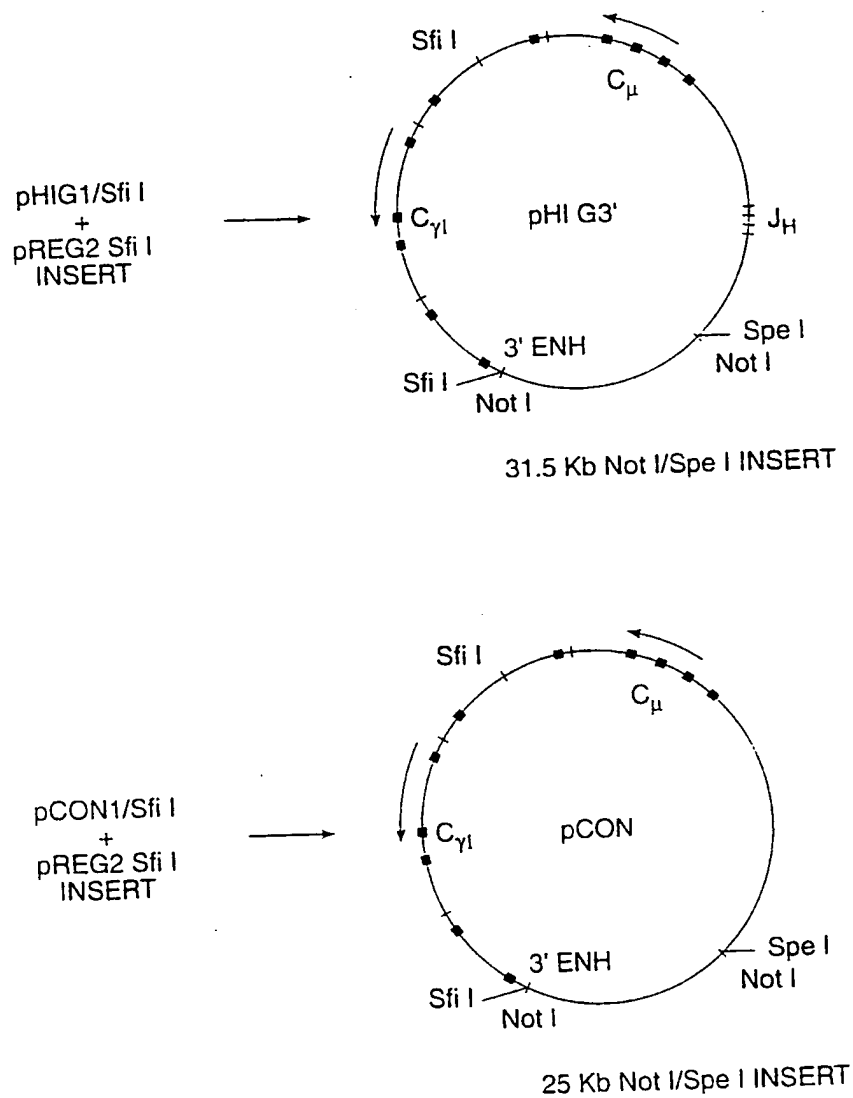 Sfi I
Cμ
pHIG1/Sfi I
+
pREG2 Sfi I
INSERT
CγI
pHI G3'
JH
Spe I
Not I
3' ENH
Sfi I
Not I
31.5 Kb Not I/Spe I INSERT
Sfi I
Cμ
pCON1/Sfi I
+
pREG2 Sfi I
INSERT
CγI
pCON
Spe I
Not I
3' ENH
Sfi I
Not I
25 Kb Not I/Spe I INSERT